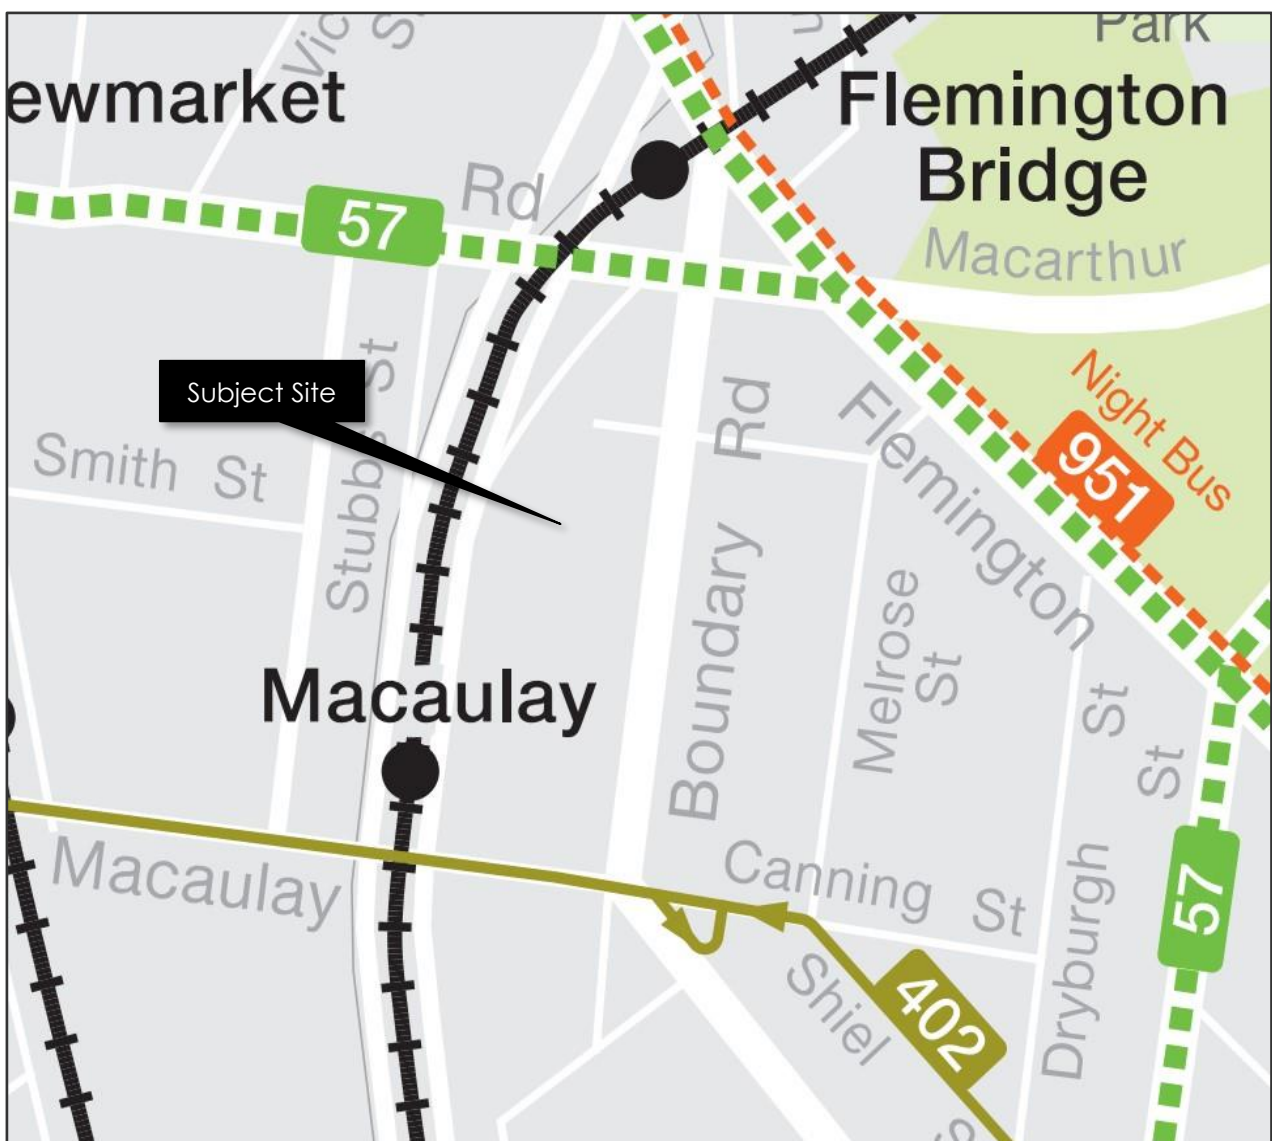 Park
ewmarket
Flemington
Bridge
57
Rd
Macarthur
Subject Site
Stubbs St
Smith St
Boundary Rd
Flemington
Night Bus
951
Melrose
St
St
St
Macaulay
Macaulay
Canning St
Dryburgh
57
Shiel
402